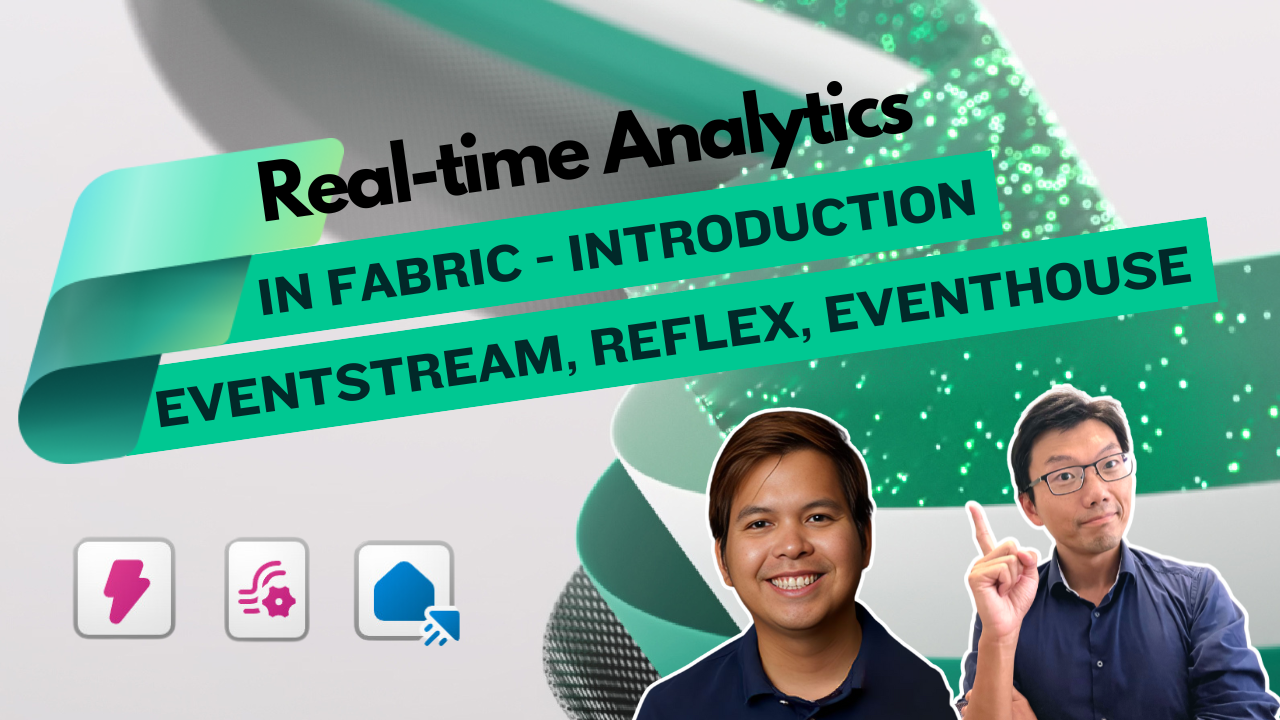 Real-time Analytics
IN FABRIC - INTRODUCTION
EVENTSTREAM, REFLEX, EVENTHOUSE